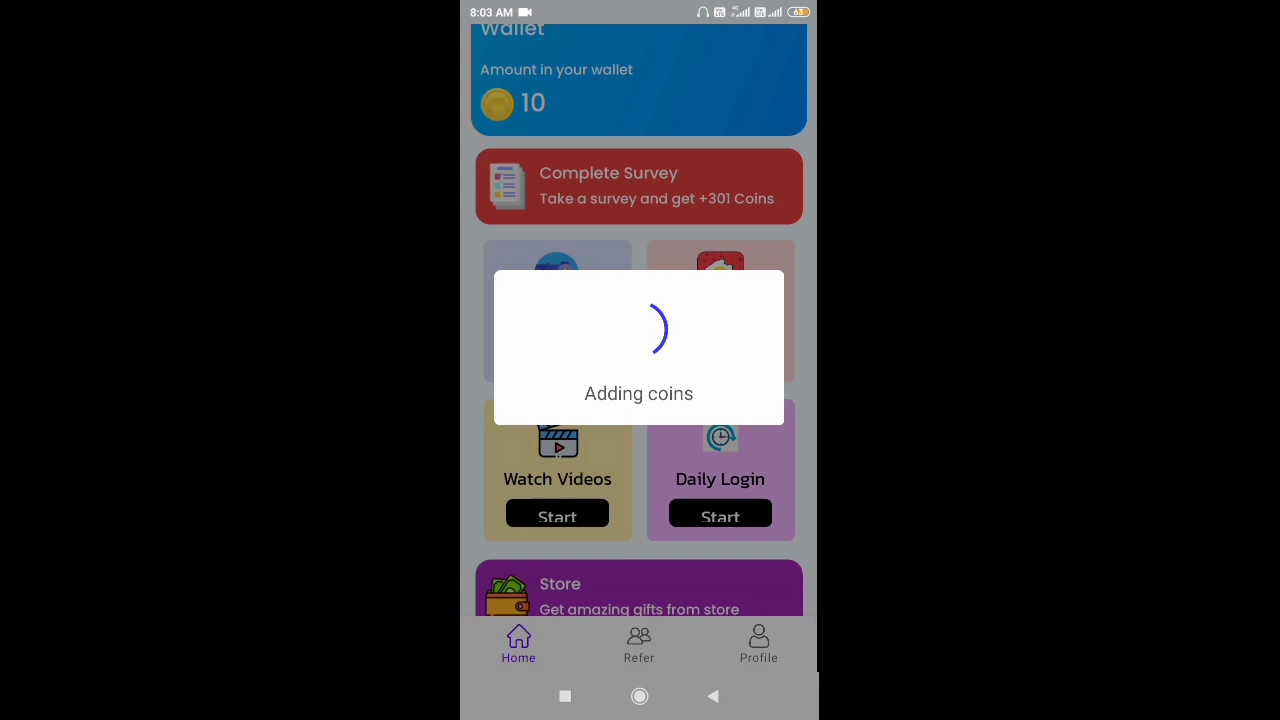 8:03 AM
63
Wallet
Amount in your wallet
10
Complete Survey
Take a survey and get +301 Coins
Adding coins
Watch Videos
Daily Login
Start
Start
Store
Get amazing gifts from store
Home
Refer
Profile